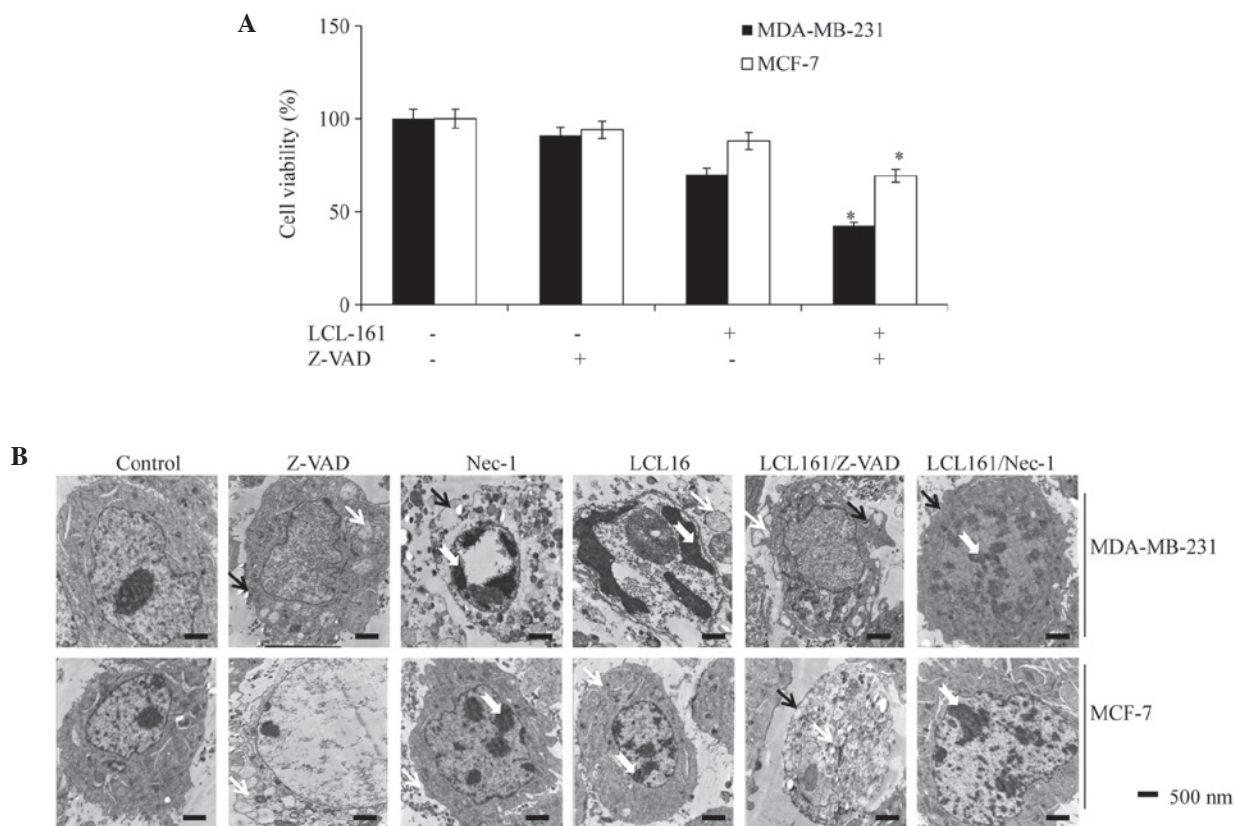 A
150
MDA-MB-231
MCF-7
100
50
0
Cell viability (%)
* *
LCL-161 - - + +
Z-VAD - + - +
B
Control Z-VAD Nec-1 LCL16 LCL161/Z-VAD LCL161/Nec-1
MDA-MB-231
MCF-7
500 nm